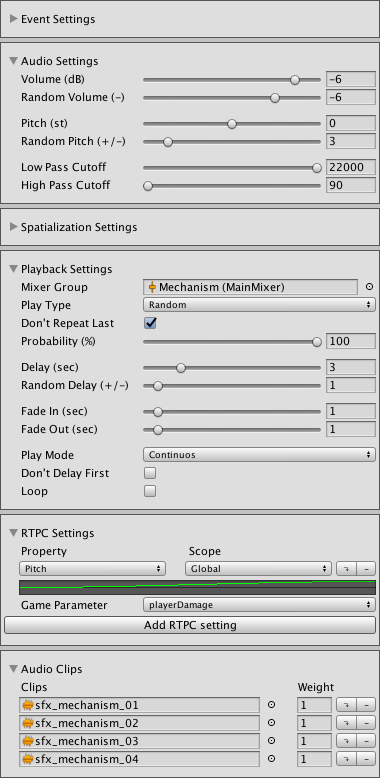 Event Settings
Audio Settings
Volume (dB) -6
Random Volume (-) -6
Pitch (st) 0
Random Pitch (+/-) 3
Low Pass Cutoff 22000
High Pass Cutoff 90
Spatialization Settings
Playback Settings
Mixer Group Mechanism (MainMixer)
Play Type Random
Don't Repeat Last
Probability (%) 100
Delay (sec) 3
Random Delay (+/-) 1
Fade In (sec) 1
Fade Out (sec) 1
Play Mode Continuos
Don't Delay First
Loop
RTPC Settings
Property Scope
Pitch Global
Game Parameter playerDamage
Add RTPC setting
Audio Clips
Clips Weight
sfx_mechanism_01 1
sfx_mechanism_02 1
sfx_mechanism_03 1
sfx_mechanism_04 1